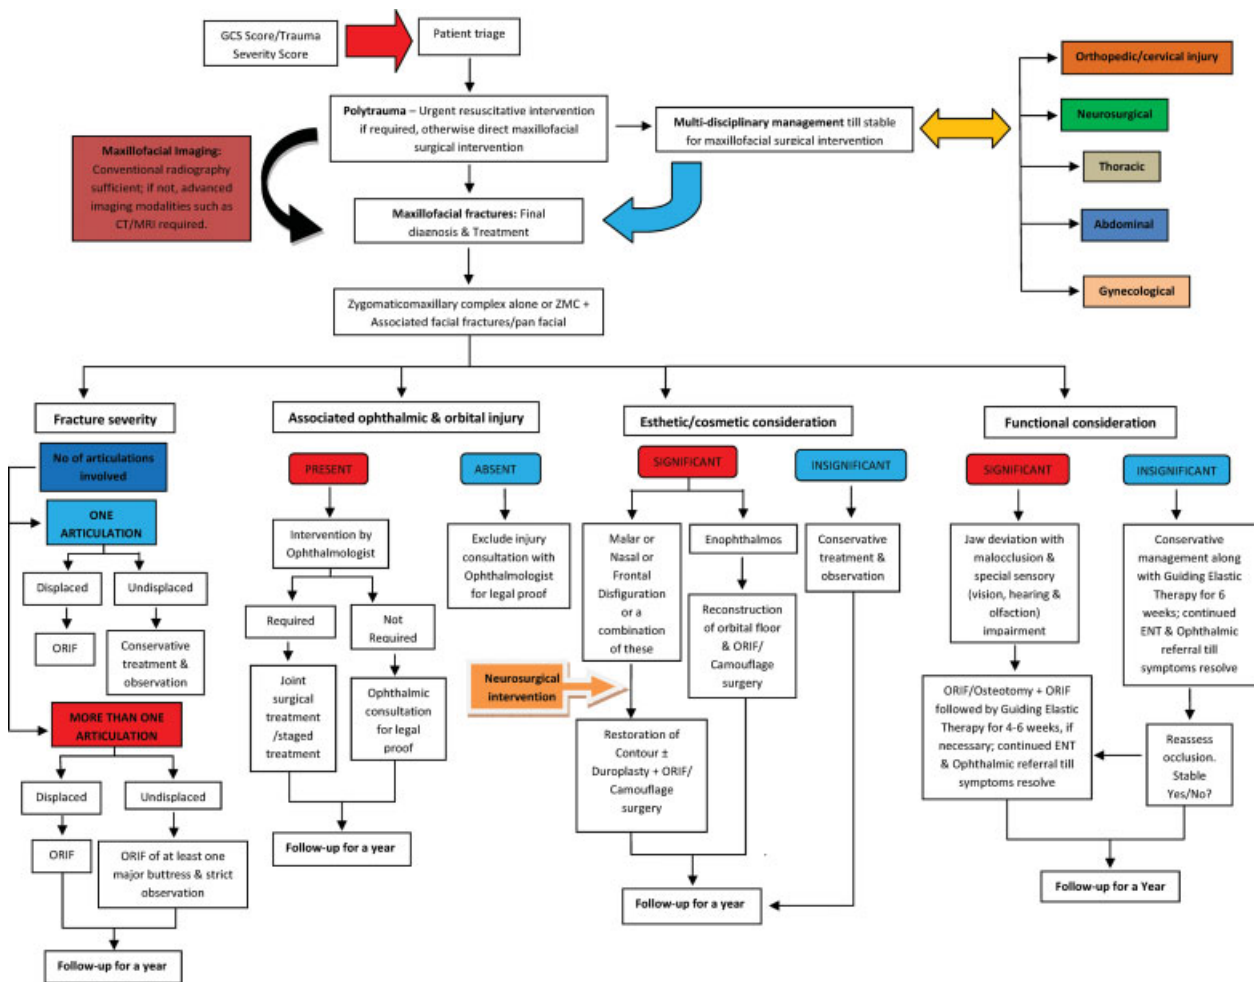 GCS Score/Trauma
Severity Score
Patient triage
Polytrauma – Urgent resuscitative intervention
if required, otherwise direct maxillofacial
surgical intervention
Multi-disciplinary management till stable
for maxillofacial surgical intervention
Orthopedic/cervical injury
Neurosurgical
Thoracic
Abdominal
Gynecological
Maxillofacial Imaging:
Conventional radiography
sufficient; if not, advanced
imaging modalities such as
CT/MRI required.
Maxillofacial fractures: Final
diagnosis & Treatment
Zygomaticomaxillary complex alone or ZMC +
Associated facial fractures/pan facial
Fracture severity
No of articulations
involved
ONE
ARTICULATION
Displaced
Undisplaced
ORIF
Conservative
treatment &
observation
MORE THAN ONE
ARTICULATION
Displaced
Undisplaced
ORIF
ORIF of at least one
major buttress & strict
observation
Follow-up for a year
Associated ophthalmic & orbital injury
PRESENT
ABSENT
Intervention by
Ophthalmologist
Exclude injury
consultation with
Ophthalmologist
for legal proof
Required
Not
Required
Joint
surgical
treatment
/staged
treatment
Ophthalmic
consultation
for legal
proof
Follow-up for a year
Esthetic/cosmetic consideration
SIGNIFICANT
INSIGNIFICANT
Malar or
Nasal or
Frontal
Disfiguration
or a
combination
of these
Enophthalmos
Conservative
treatment &
observation
Reconstruction
of orbital floor
& ORIF/
Camouflage
surgery
Neurosurgical
intervention
Restoration of
Contour ±
Duroplasty + ORIF/
Camouflage
surgery
Follow-up for a year
Functional consideration
SIGNIFICANT
INSIGNIFICANT
Jaw deviation with
malocclusion &
special sensory
(vision, hearing &
olfaction)
impairment
Conservative
management along
with Guiding Elastic
Therapy for 6
weeks; continued
ENT & Ophthalmic
referral till
symptoms resolve
ORIF/Osteotomy + ORIF
followed by Guiding Elastic
Therapy for 4-6 weeks, if
necessary; continued ENT
& Ophthalmic referral till
symptoms resolve
Reassess
occlusion.
Stable
Yes/No?
Follow-up for a Year